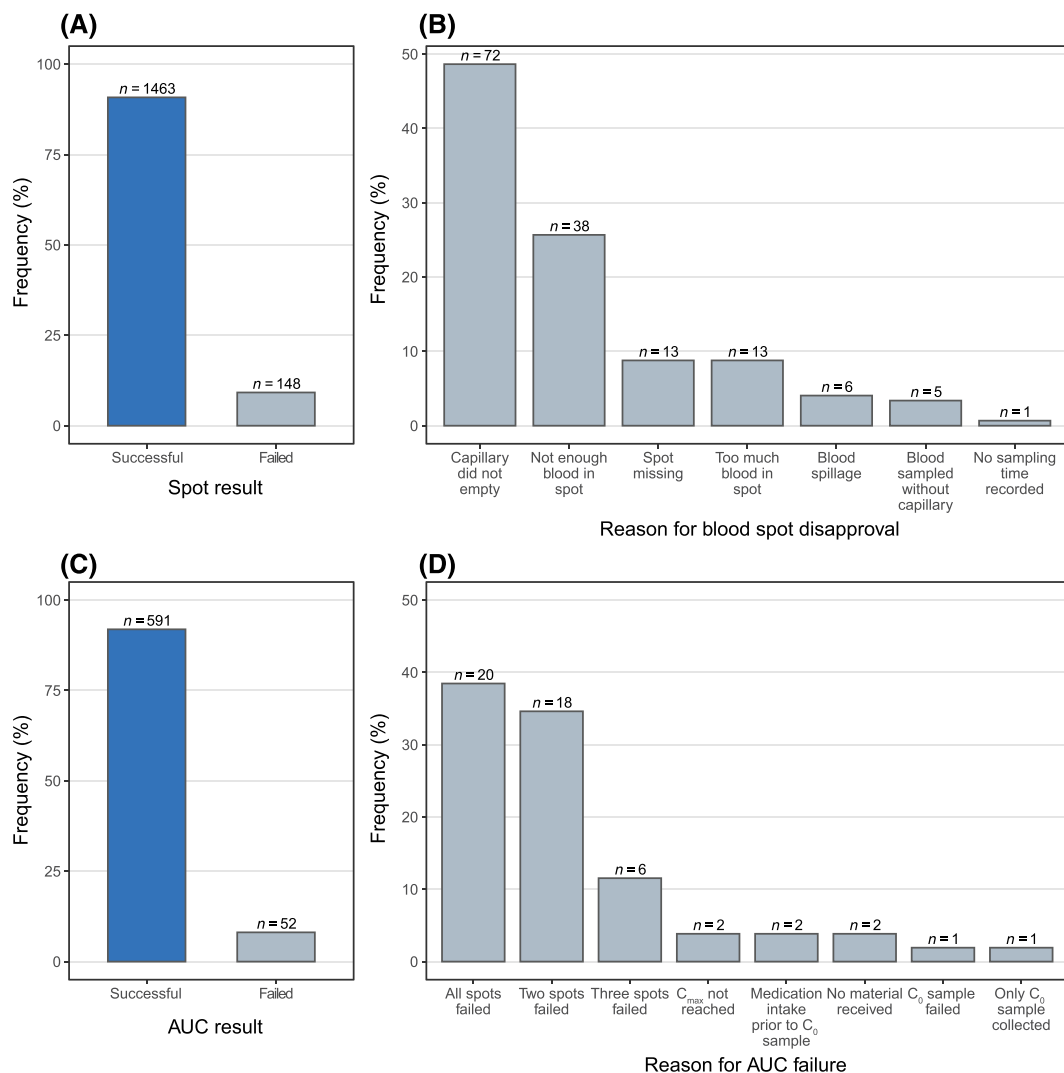 (A)
Frequency (%)
100
75
50
25
0
n = 1463
n = 148
Successful
Failed
Spot result
(B)
Frequency (%)
50
40
30
20
10
0
n = 72
n = 38
n = 13
n = 13
n = 6
n = 5
n = 1
Capillary
did not
empty
Not enough
blood in
spot
Spot
missing
Too much
blood in
spot
Blood
spillage
Blood
sampled
without
capillary
No sampling
time
recorded
Reason for blood spot disapproval
(C)
Frequency (%)
100
75
50
25
0
n = 591
n = 52
Successful
Failed
AUC result
(D)
Frequency (%)
50
40
30
20
10
0
n = 20
n = 18
n = 6
n = 2
n = 2
n = 2
n = 1
n = 1
All spots
failed
Two spots
failed
Three spots
failed
Cmax not
reached
Medication
intake
prior to C0
sample
No material
received
C0 sample
failed
Only C0
sample
collected
Reason for AUC failure